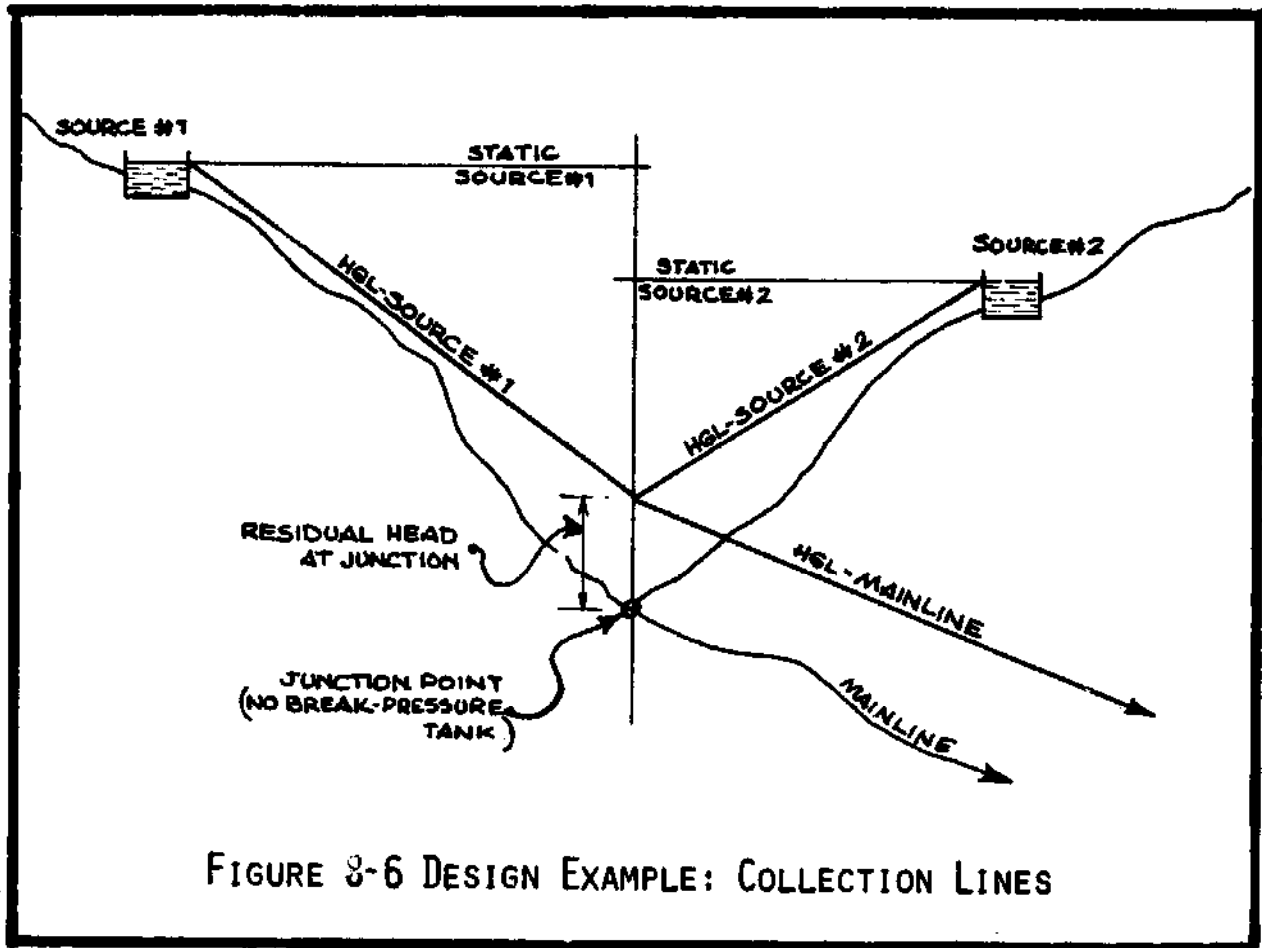 SOURCE #1
STATIC
SOURCE #1
SOURCE #2
STATIC
SOURCE #2
HGL-SOURCE #1
HGL-SOURCE #2
RESIDUAL HEAD
AT JUNCTION
HGL-MAINLINE
JUNCTION POINT
(NO BREAK-PRESSURE
TANK)
MAINLINE
FIGURE 8-6 DESIGN EXAMPLE: COLLECTION LINES